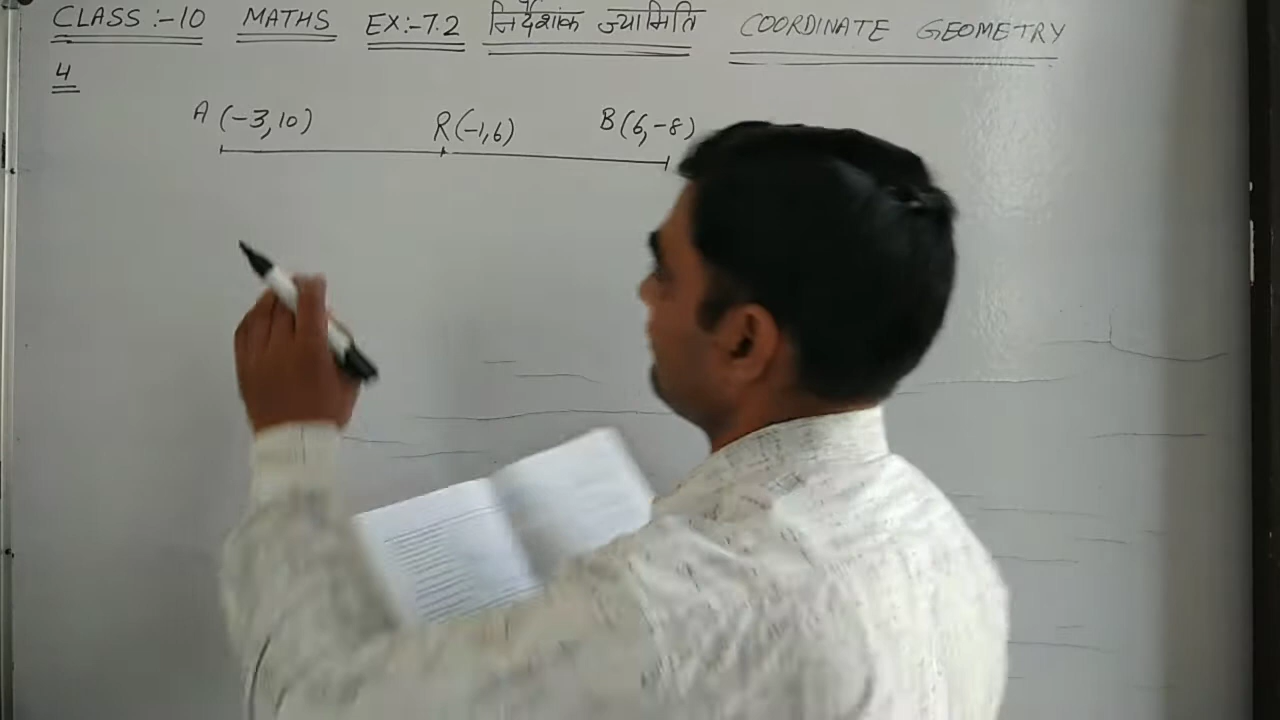 CLASS :-10 MATHS EX:-7.2 निर्देशांक ज्यामिति COORDINATE GEOMETRY
4
A (-3,10) R(-1,6) B(6,-8)